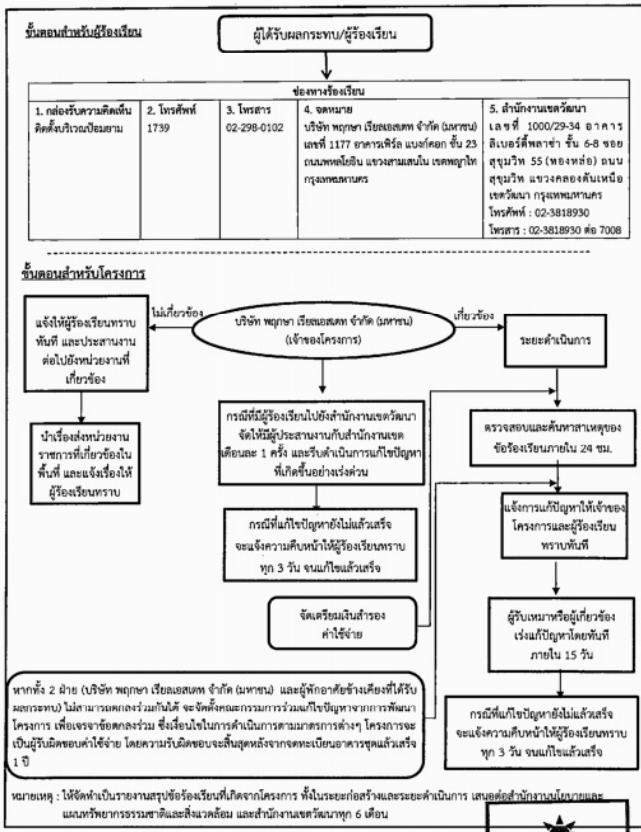 ขั้นตอนสำหรับผู้ร้องเรียน
ผู้ได้รับผลกระทบ/ผู้ร้องเรียน
ช่องทางร้องเรียน
1. กล่องรับความคิดเห็น
ติดตั้งบริเวณป้อมยาม
2. โทรศัพท์
1739
3. โทรสาร
02-298-0102
4. จดหมาย
บริษัท พฤกษา เรียลเอสเตท จำกัด (มหาชน)
เลขที่ 1177 อาคารเพิร์ล แบงก์คอก ชั้น 23
ถนนพหลโยธิน แขวงสามเสนใน เขตพญาไท
กรุงเทพมหานคร
5. สำนักงานเขตวัฒนา
เลขที่ 1000/29-34 อาคาร
ลิเบอร์ตี้พลาซ่า ชั้น 6-8 ซอย
สุขุมวิท 55 (ทองหล่อ) ถนน
สุขุมวิท แขวงคลองตันเหนือ
เขตวัฒนา กรุงเทพมหานคร
โทรศัพท์ : 02-3818930
โทรสาร : 02-3818930 ต่อ 7008
ขั้นตอนสำหรับโครงการ
แจ้งให้ผู้ร้องเรียนทราบ
ทันที และประสานงาน
ต่อไปยังหน่วยงานที่
เกี่ยวข้อง
ไม่เกี่ยวข้อง
บริษัท พฤกษา เรียลเอสเตท จำกัด (มหาชน)
(เจ้าของโครงการ)
เกี่ยวข้อง
ระยะดำเนินการ
นำเรื่องส่งหน่วยงาน
ราชการที่เกี่ยวข้องใน
พื้นที่ และแจ้งเรื่องให้
ผู้ร้องเรียนทราบ
กรณีที่มีผู้ร้องเรียนไปยังสำนักงานเขตวัฒนา
จัดให้มีผู้ประสานงานกับสำนักงานเขต
เดือนละ 1 ครั้ง และรีบดำเนินการแก้ไขปัญหา
ที่เกิดขึ้นอย่างเร่งด่วน
ตรวจสอบและค้นหาสาเหตุของ
ข้อร้องเรียนภายใน 24 ชม.
กรณีที่แก้ไขปัญหายังไม่แล้วเสร็จ
จะแจ้งความคืบหน้าให้ผู้ร้องเรียนทราบ
ทุก 3 วัน จนแก้ไขแล้วเสร็จ
แจ้งการแก้ปัญหาให้เจ้าของ
โครงการและผู้ร้องเรียน
ทราบทันที
จัดเตรียมเงินสำรอง
ค่าใช้จ่าย
ผู้รับเหมาหรือผู้เกี่ยวข้อง
เร่งแก้ปัญหาโดยทันที
ภายใน 15 วัน
หากทั้ง 2 ฝ่าย (บริษัท พฤกษา เรียลเอสเตท จำกัด (มหาชน) และผู้พักอาศัยข้างเคียงที่ได้รับ
ผลกระทบ) ไม่สามารถตกลงร่วมกันได้ จะจัดตั้งคณะกรรมการร่วมแก้ไขปัญหาจากการพัฒนา
โครงการ เพื่อเจรจาข้อตกลงร่วม ซึ่งเงื่อนไขในการดำเนินการตามมาตรการต่างๆ โครงการจะ
เป็นผู้รับผิดชอบค่าใช้จ่าย โดยความรับผิดชอบจะสิ้นสุดหลังจากจดทะเบียนอาคารชุดแล้วเสร็จ
1 ปี
กรณีที่แก้ไขปัญหายังไม่แล้วเสร็จ
จะแจ้งความคืบหน้าให้ผู้ร้องเรียนทราบ
ทุก 3 วัน จนแก้ไขแล้วเสร็จ
หมายเหตุ : ให้จัดทำเป็นรายงานสรุปข้อร้องเรียนที่เกิดจากโครงการ ทั้งในระยะก่อสร้างและระยะดำเนินการ เสนอต่อสำนักงานนโยบายและ
แผนทรัพยากรธรรมชาติและสิ่งแวดล้อม และสำนักงานเขตวัฒนาทุก 6 เดือน